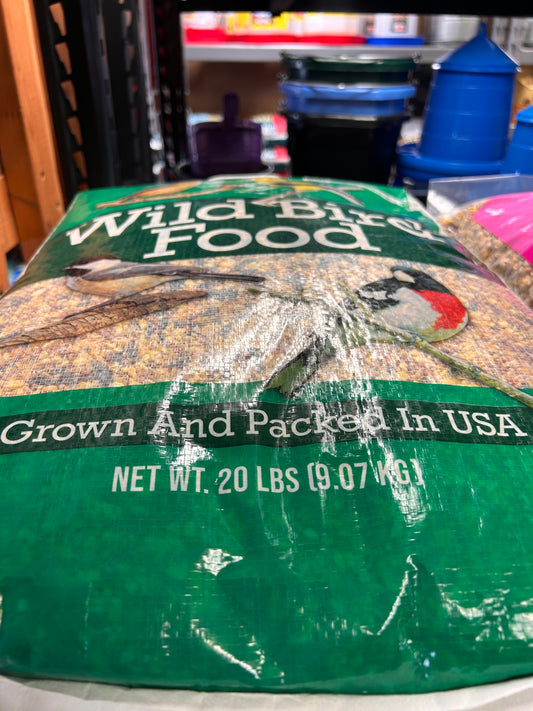 Wild Bird
Food
Grown And Packed In USA
NET WT. 20 LBS (9.07 KG)